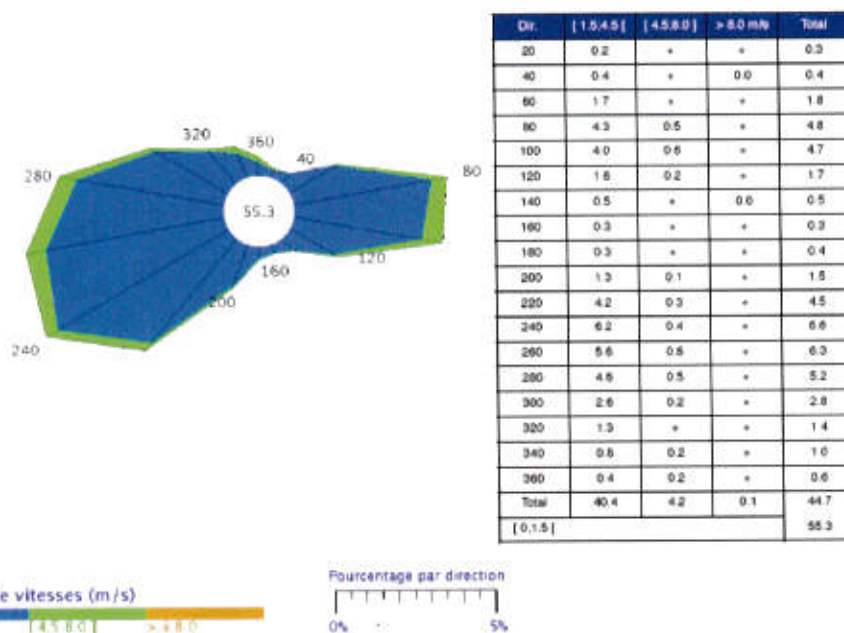 320
360
40
280
80
55.3
120
160
200
240
Dir. [ 1.5;4.5 [ [ 4.5;8.0 ] > 8.0 m/s Total
20 0.2 + + 0.3
40 0.4 + 0.0 0.4
60 1.7 + + 1.8
80 4.3 0.5 + 4.8
100 4.0 0.6 + 4.7
120 1.6 0.2 + 1.7
140 0.5 + 0.0 0.5
160 0.3 + + 0.3
180 0.3 + + 0.4
200 1.3 0.1 + 1.5
220 4.2 0.3 + 4.5
240 6.2 0.4 + 6.6
260 5.6 0.6 + 6.3
280 4.6 0.5 + 5.2
300 2.6 0.2 + 2.8
320 1.3 + + 1.4
340 0.8 0.2 + 1.0
360 0.4 0.2 + 0.6
Total 40.4 4.2 0.1 44.7
[ 0;1.5 [ 55.3
e vitesses (m/s)
[ 4.5;8.0 ] > 8.0
Pourcentage par direction
0% 5%